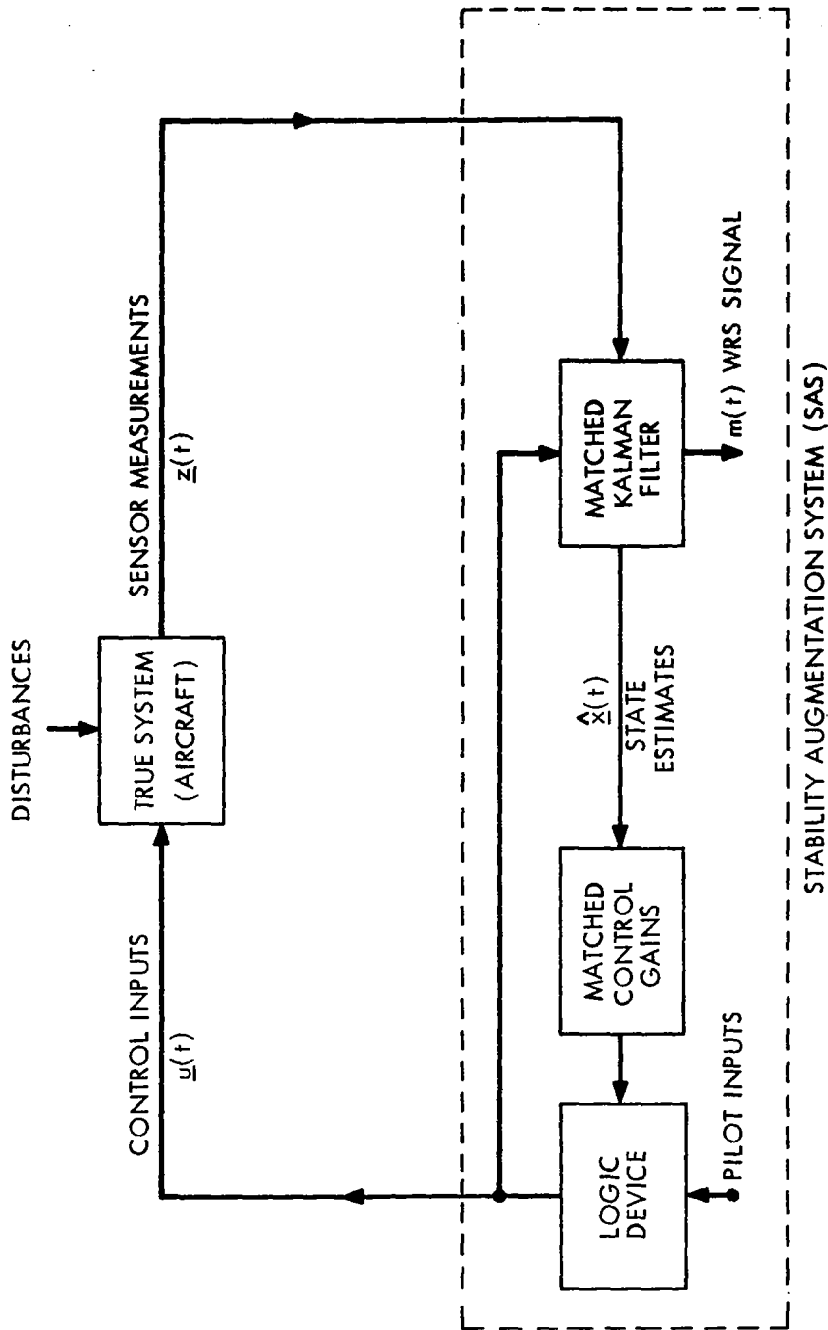 DISTURBANCES
TRUE SYSTEM
(AIRCRAFT)
CONTROL INPUTS
u(t)
SENSOR MEASUREMENTS
z(t)
LOGIC
DEVICE
PILOT INPUTS
MATCHED
CONTROL
GAINS
x̂(t)
STATE
ESTIMATES
MATCHED
KALMAN
FILTER
m(t) WRS SIGNAL
STABILITY AUGMENTATION SYSTEM (SAS)